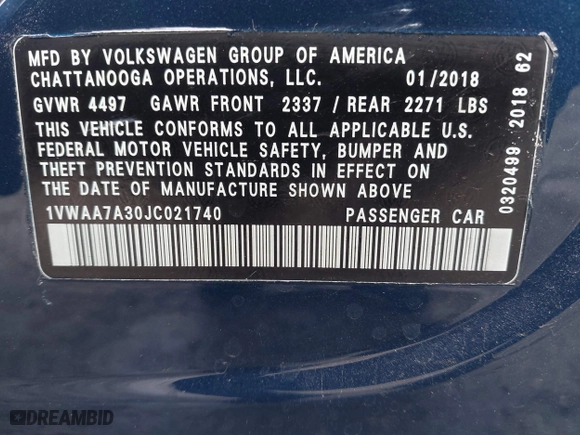 MFD BY VOLKSWAGEN GROUP OF AMERICA
CHATTANOOGA OPERATIONS, LLC. 01/2018
GVWR 4497 GAWR FRONT 2337 / REAR 2271 LBS
THIS VEHICLE CONFORMS TO ALL APPLICABLE U.S.
FEDERAL MOTOR VEHICLE SAFETY, BUMPER AND
THEFT PREVENTION STANDARDS IN EFFECT ON
THE DATE OF MANUFACTURE SHOWN ABOVE.
1VWAA7A30JC021740 PASSENGER CAR
0320499 2018 62
DREAMBID